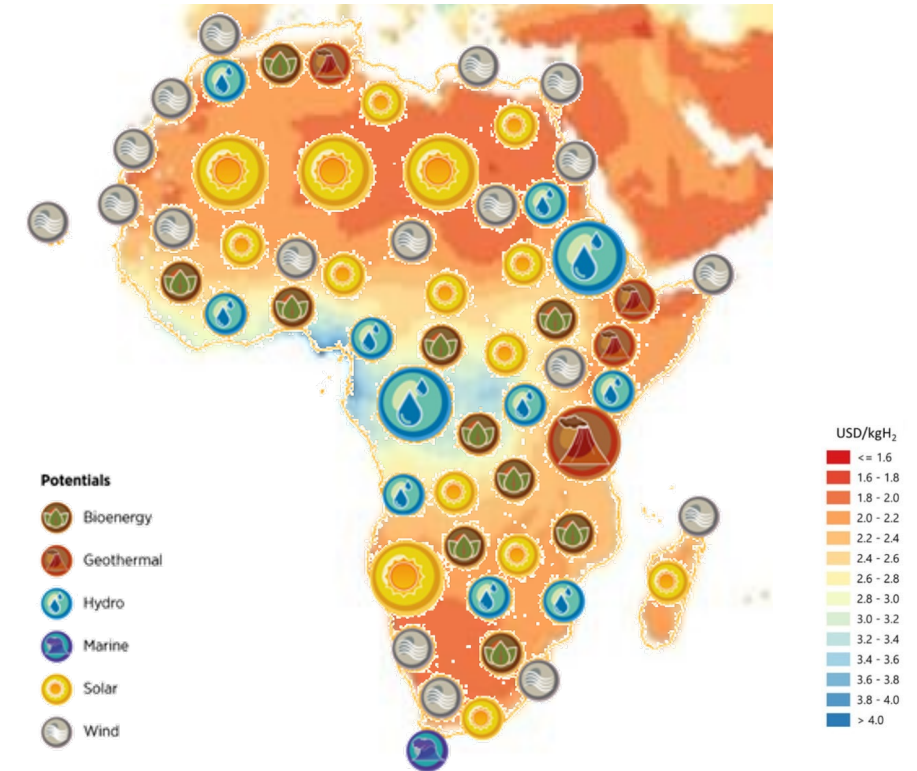 Potentials
Bioenergy
Geothermal
Hydro
Marine
Solar
Wind
USD/kgH₂
<= 1.6
1.6 - 1.8
1.8 - 2.0
2.0 - 2.2
2.2 - 2.4
2.4 - 2.6
2.6 - 2.8
2.8 - 3.0
3.0 - 3.2
3.2 - 3.4
3.4 - 3.6
3.6 - 3.8
3.8 - 4.0
> 4.0